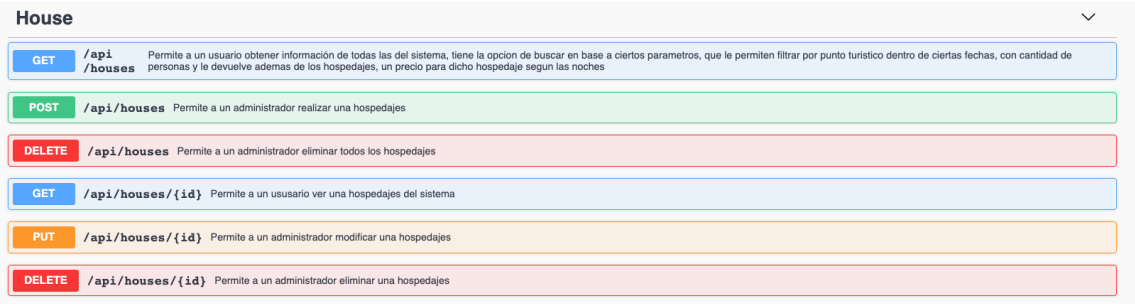 House
GET /api/houses Permite a un usuario obtener información de todas las del sistema, tiene la opcion de buscar en base a ciertos parametros, que le permiten filtrar por punto turistico dentro de ciertas fechas, con cantidad de
personas y le devuelve ademas de los hospedajes, un precio para dicho hospedaje segun las noches
POST /api/houses Permite a un administrador realizar una hospedajes
DELETE /api/houses Permite a un administrador eliminar todos los hospedajes
GET /api/houses/{id} Permite a un ususario ver una hospedajes del sistema
PUT /api/houses/{id} Permite a un administrador modificar una hospedajes
DELETE /api/houses/{id} Permite a un administrador eliminar una hospedajes